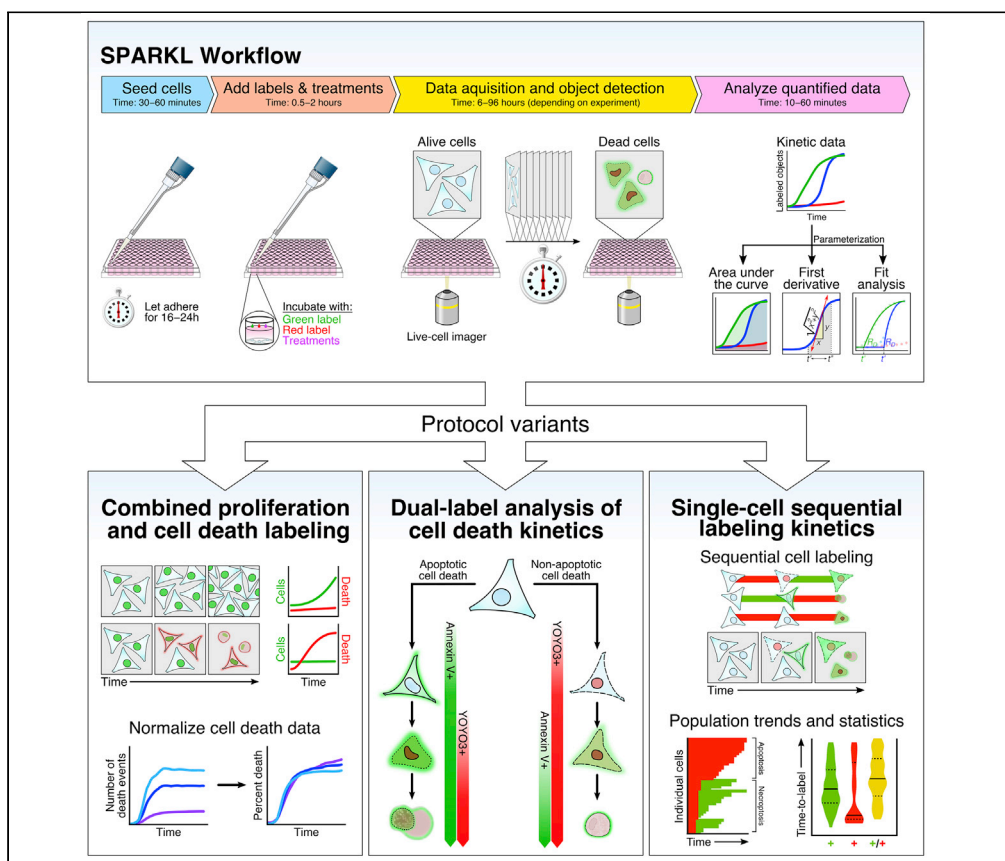 SPARKL Workflow
Seed cells
Time: 30–60 minutes
Add labels & treatments
Time: 0.5–2 hours
Data aquisition and object detection
Time: 6–96 hours (depending on experiment)
Analyze quantified data
Time: 10–60 minutes
Let adhere
for 16–24h
Incubate with:
Green label
Red label
Treatments
Alive cells
Dead cells
Live-cell imager
Kinetic data
Labeled objects
Time
Parameterization
Area under
the curve
First
derivative
Fit
analysis
y
x
t'
t''
t'
t'
Protocol variants
Combined proliferation
and cell death labeling
Cells
Death
Cells
Death
Time
Time
Normalize cell death data
Number of
death events
Time
Percent death
Time
Dual-label analysis of
cell death kinetics
Apoptotic
cell death
Non-apoptotic
cell death
Annexin V+
YOYO3+
YOYO3+
Annexin V+
Single-cell sequential
labeling kinetics
Sequential cell labeling
Time
Population trends and statistics
Individual cells
Apoptosis
Necroptosis
Time
Time-to-label
+
+
+/+